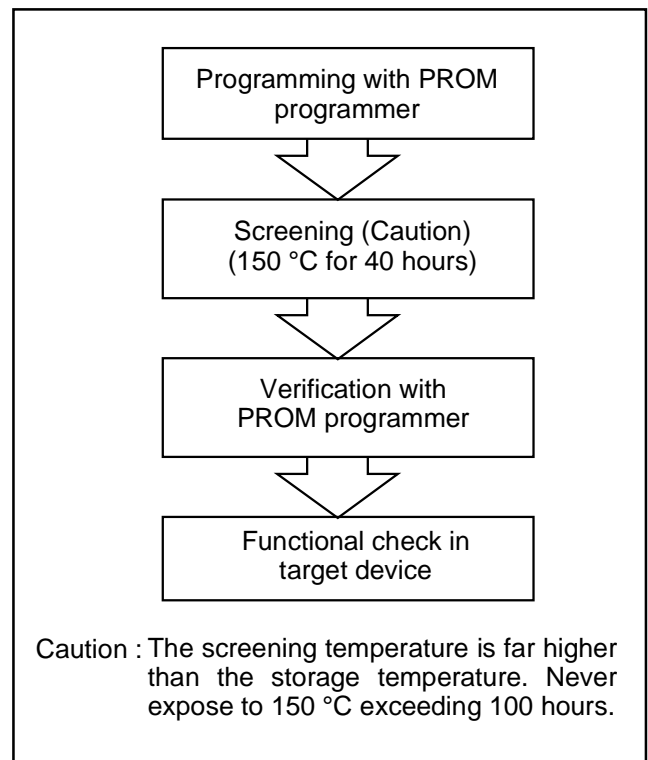 Programming with PROM
programmer
Screening (Caution)
(150 °C for 40 hours)
Verification with
PROM programmer
Functional check in
target device
Caution : The screening temperature is far higher
than the storage temperature. Never
expose to 150 °C exceeding 100 hours.